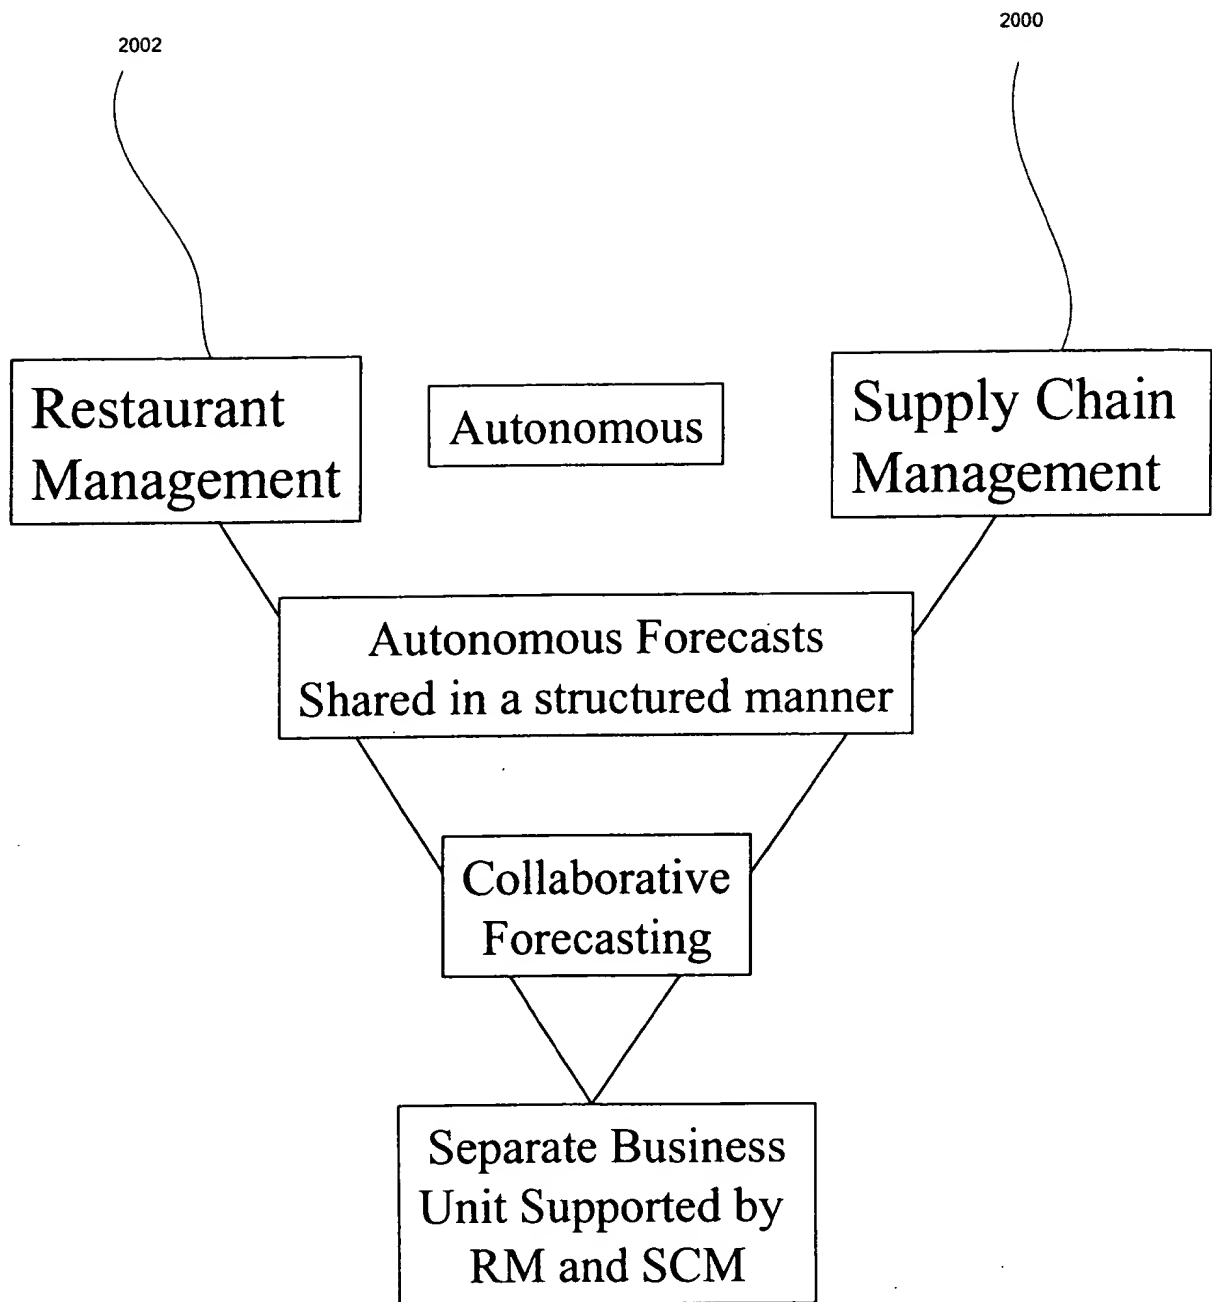 2002
2000
Restaurant
Management
Autonomous
Supply Chain
Management
Autonomous Forecasts
Shared in a structured manner
Collaborative
Forecasting
Separate Business
Unit Supported by
RM and SCM